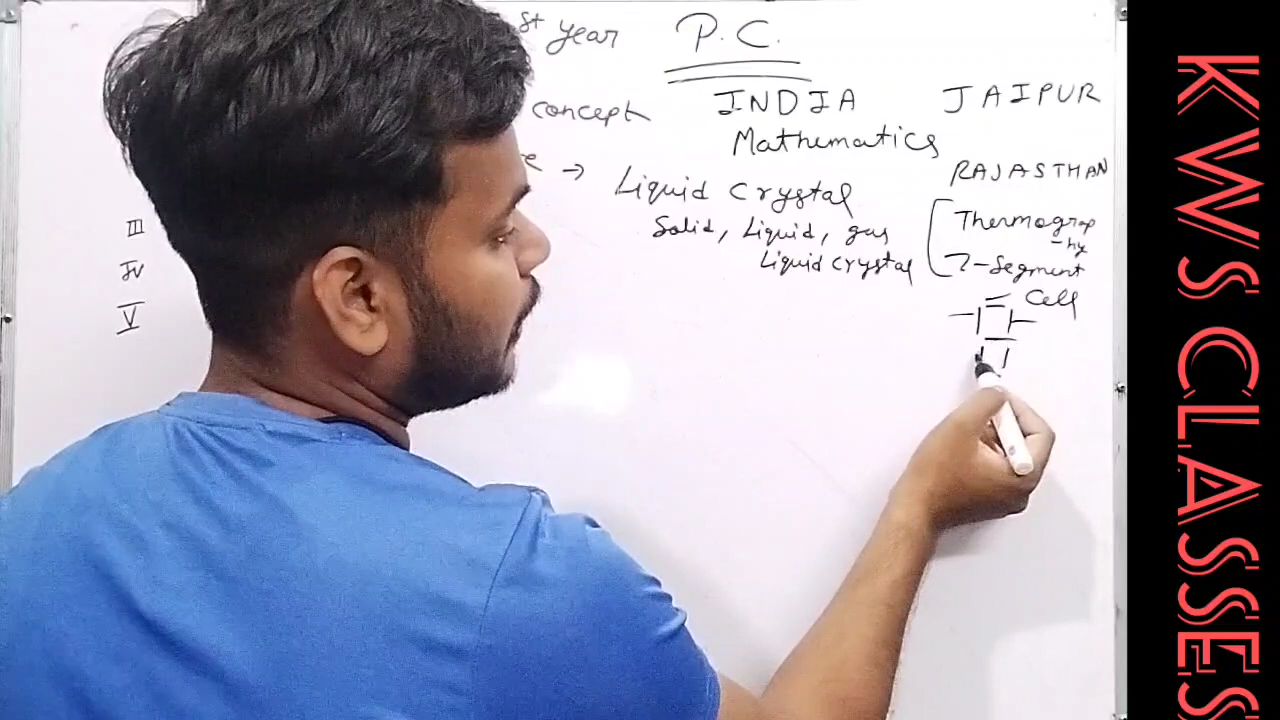 st year P.C.
concept INDIA JAIPUR
Mathematics
RAJASTHAN
→ Liquid Crystal
Solid, Liquid, gas
Liquid crystal
Thermograp
-hy
7-Segment
Cell
III
IV
V
KWS CLASSES